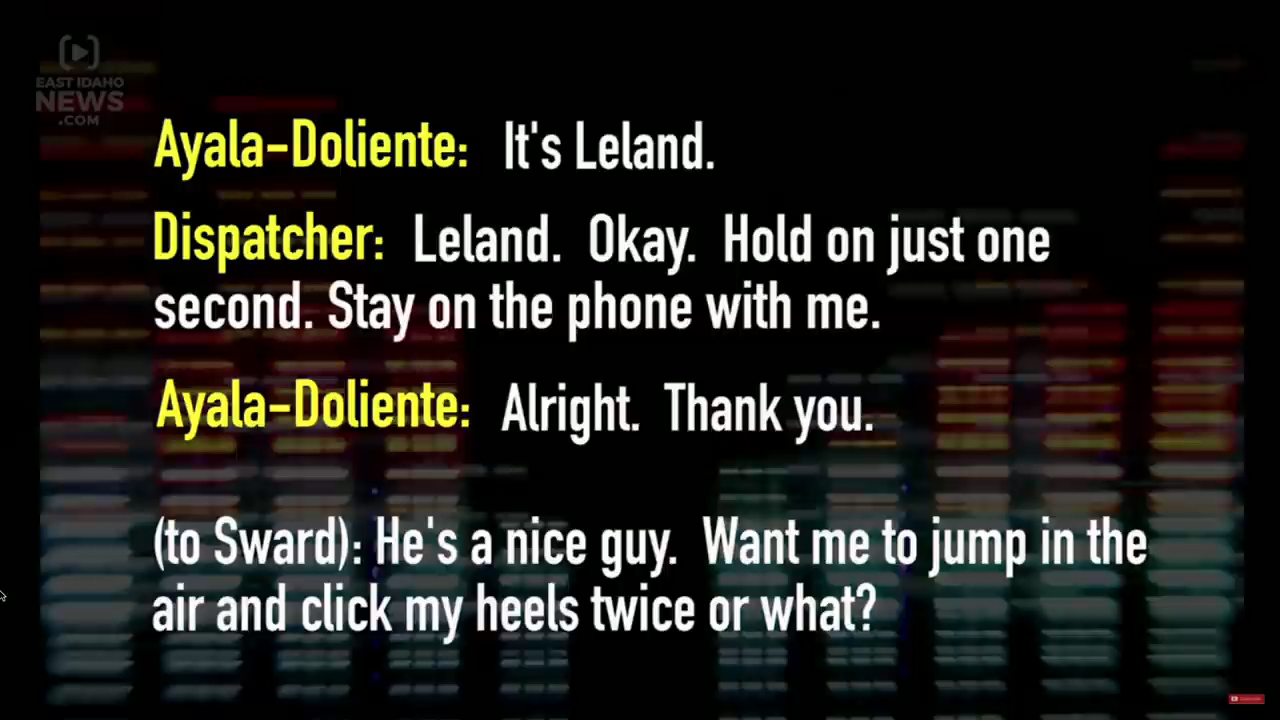 EAST IDAHO
NEWS
.COM
Ayala-Doliente: It's Leland.
Dispatcher: Leland. Okay. Hold on just one
second. Stay on the phone with me.
Ayala-Doliente: Alright. Thank you.
(to Sward): He's a nice guy. Want me to jump in the
air and click my heels twice or what?